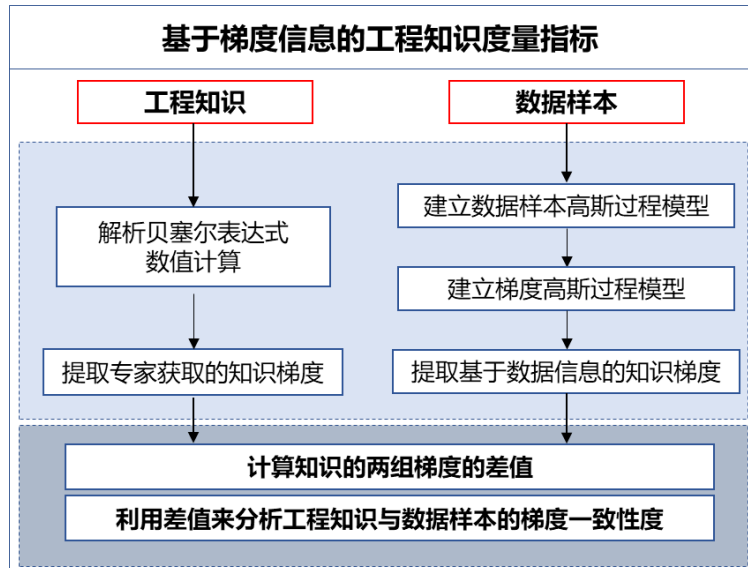 基于梯度信息的工程知识度量指标
工程知识
数据样本
解析贝塞尔表达式
数值计算
提取专家获取的知识梯度
建立数据样本高斯过程模型
建立梯度高斯过程模型
提取基于数据信息的知识梯度
计算知识的两组梯度的差值
利用差值来分析工程知识与数据样本的梯度一致性度